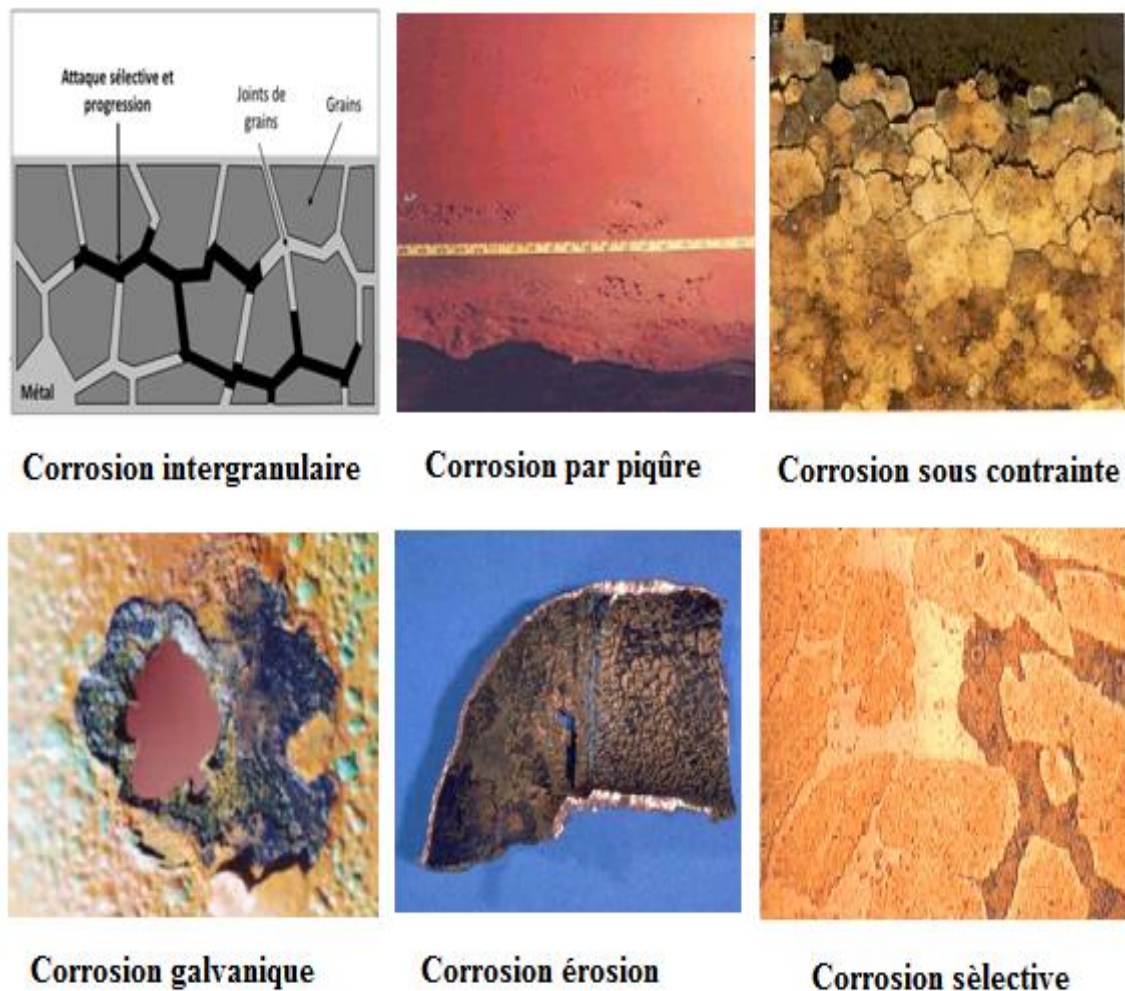 Attaque sélective et
progression
Joints de
grains
Grains
Métal
Corrosion intergranulaire
Corrosion par piqûre
Corrosion sous contrainte
Corrosion galvanique
Corrosion érosion
Corrosion sèlective